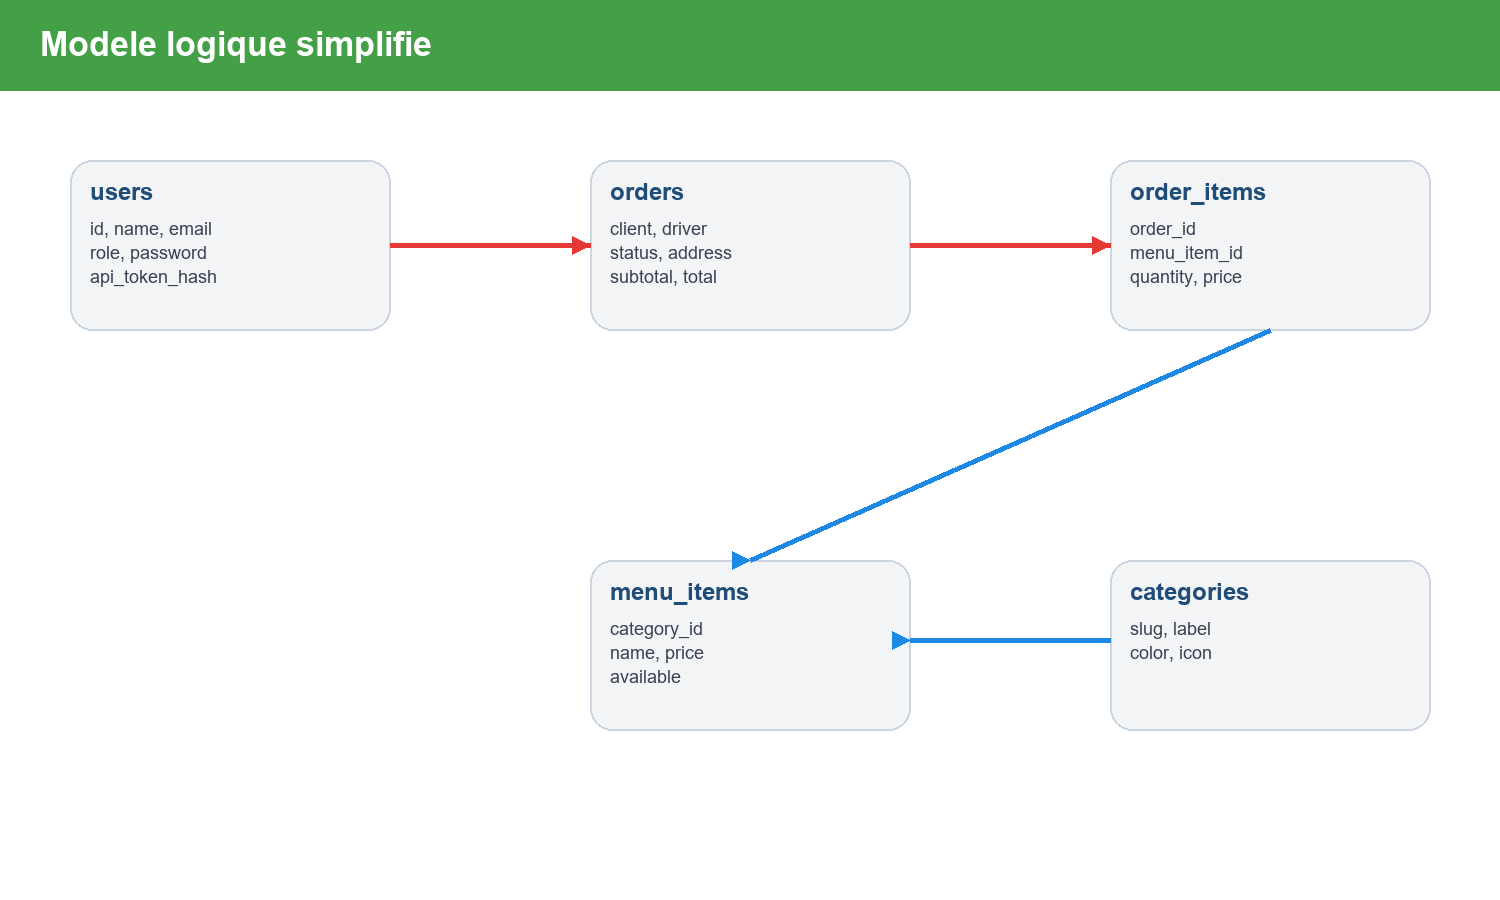 Modele logique simplifie
users
id, name, email
role, password
api_token_hash
orders
client, driver
status, address
subtotal, total
order_items
order_id
menu_item_id
quantity, price
menu_items
category_id
name, price
available
categories
slug, label
color, icon